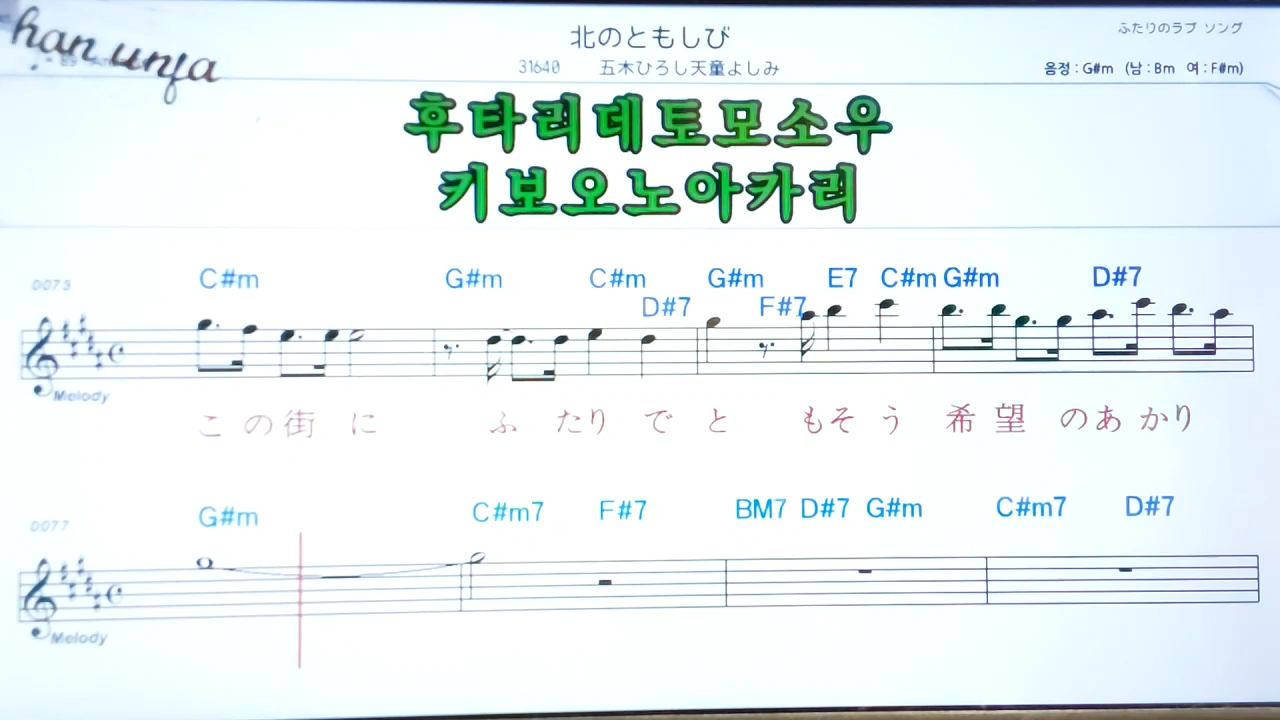 han unfa
北のともしび
ふたりのラブ ソング
31640 五木ひろし天童よしみ
음정 : G#m (남 : Bm 여 : F#m)
후타리데토모소우
키보오노아카리
C#m G#m C#m G#m E7 C#m G#m D#7
D#7 F#7
0073
Melody
この街に ふたりでと もそう 希望のあかり
G#m C#m7 F#7 BM7 D#7 G#m C#m7 D#7
0077
Melody